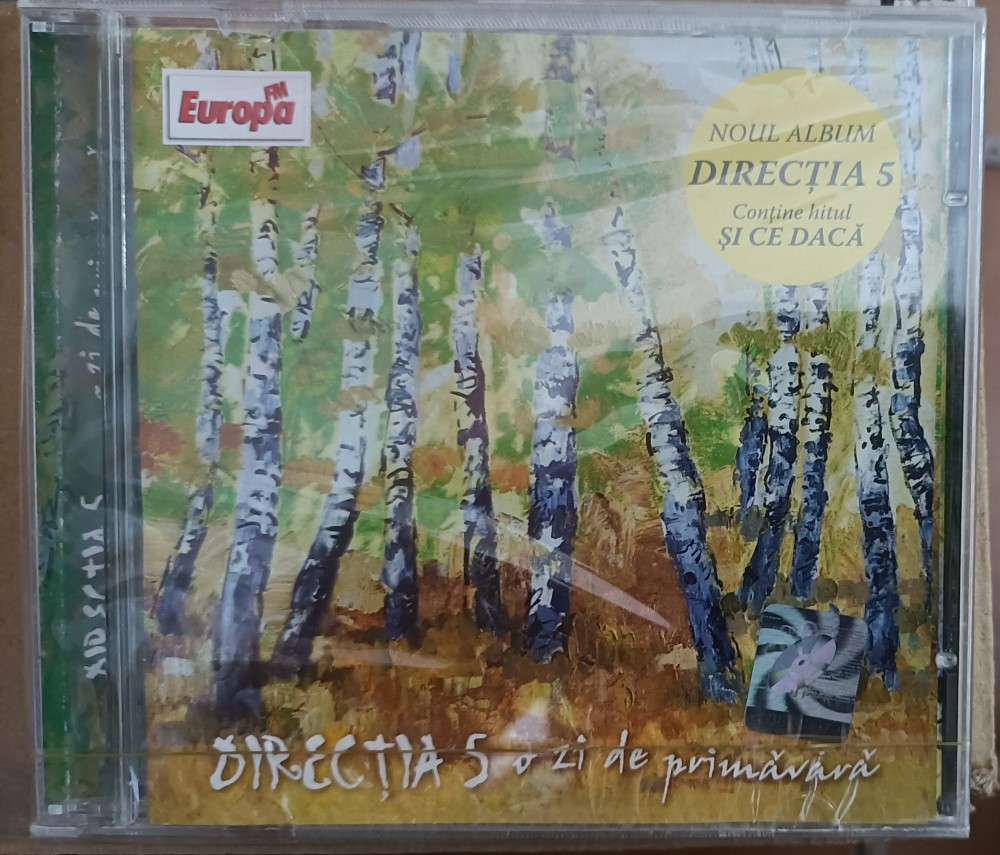 Europa FM
NOUL ALBUM
DIRECȚIA 5
Conține hitul
ȘI CE DACĂ
DIRECȚIA 5 o zi de primăvară